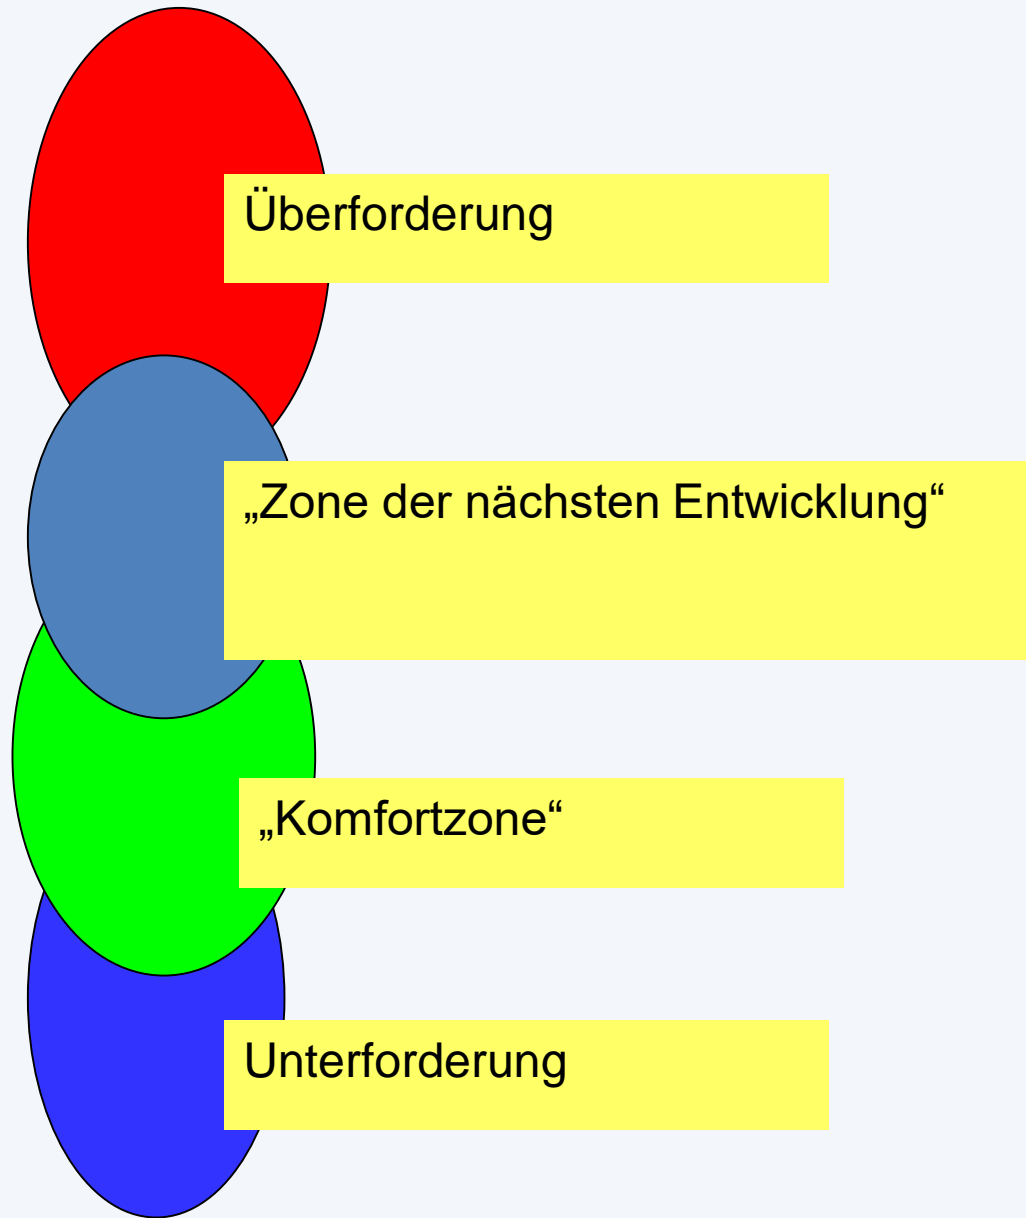 Überforderung
„Zone der nächsten Entwicklung“
„Komfortzone“
Unterforderung